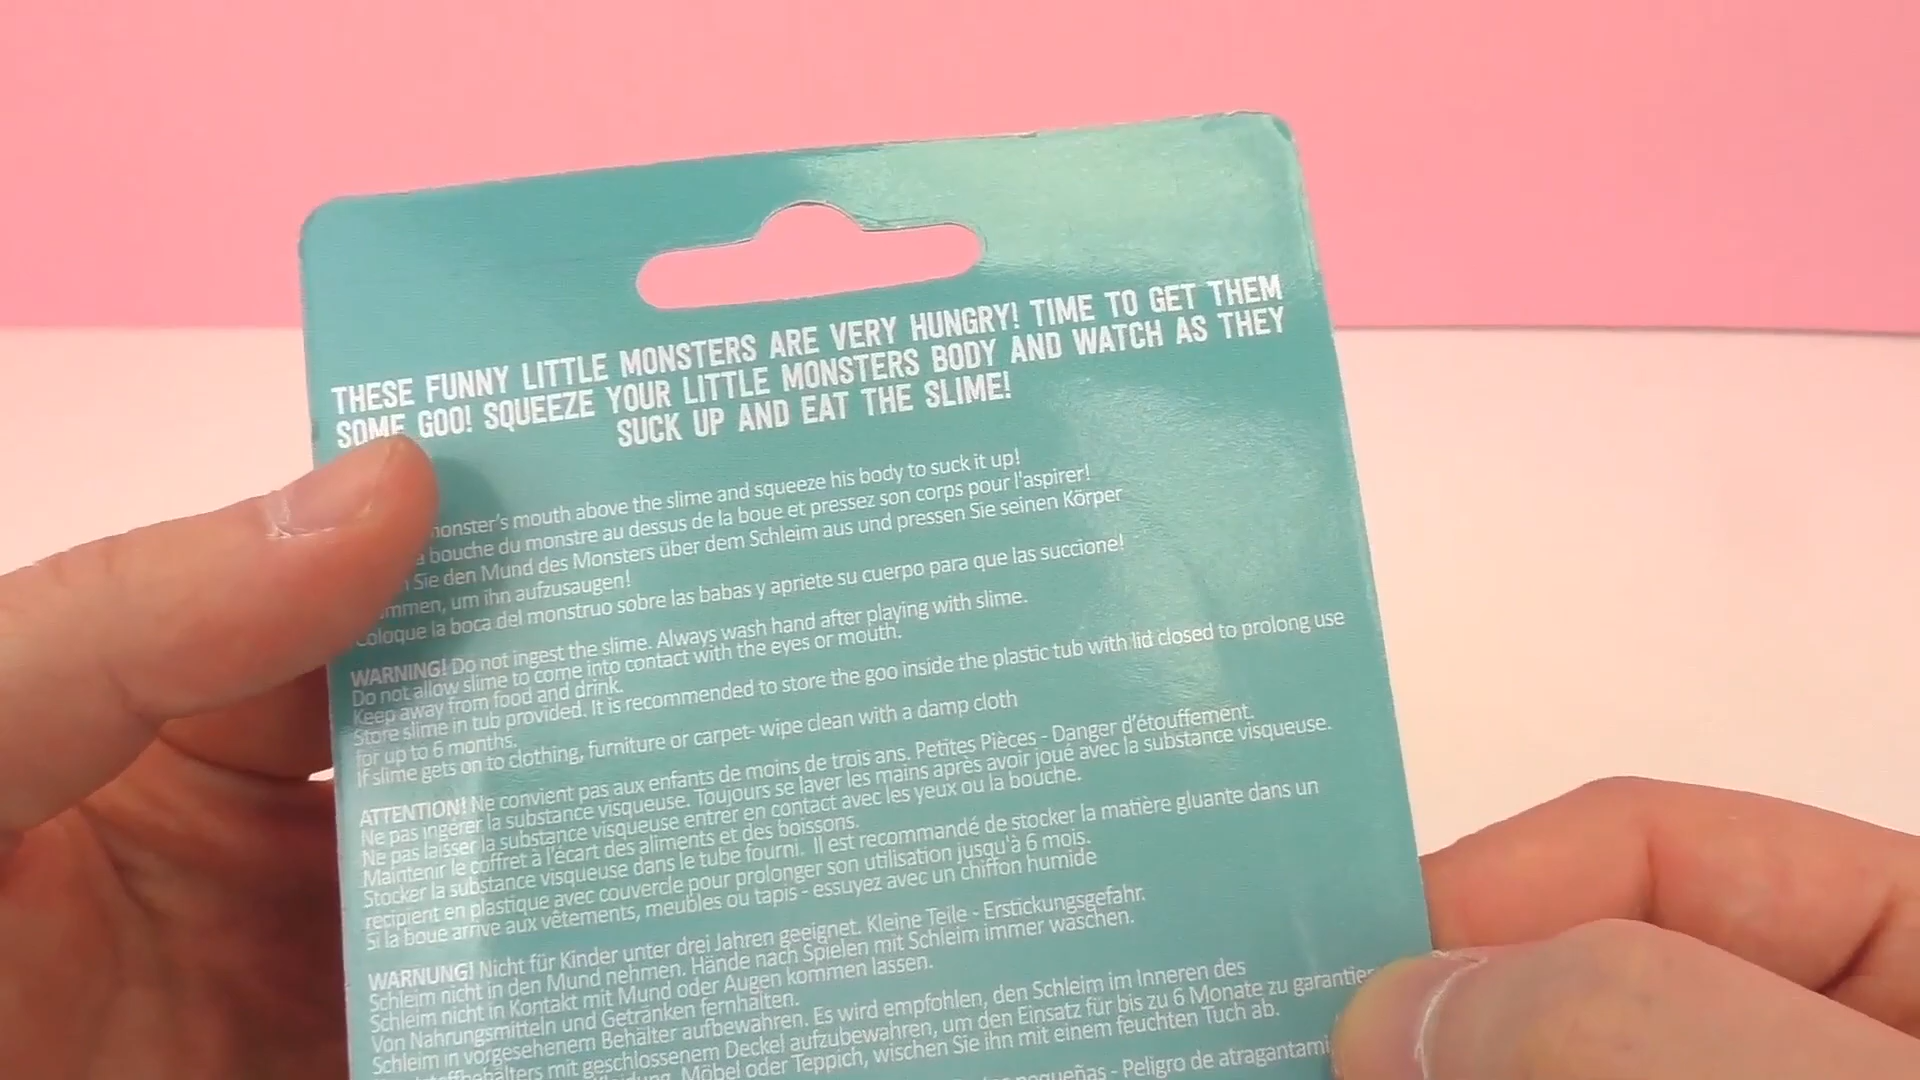 THESE FUNNY LITTLE MONSTERS ARE VERY HUNGRY! TIME TO GET THEM
SOME GOO! SQUEEZE YOUR LITTLE MONSTERS BODY AND WATCH AS THEY
SUCK UP AND EAT THE SLIME!
monster's mouth above the slime and squeeze his body to suck it up!
bouche du monstre au dessus de la boue et pressez son corps pour l'aspirer!
Sie den Mund des Monsters über dem Schleim aus und pressen Sie seinen Körper
um ihn aufzusaugen!
Coloque la boca del monstruo sobre las babas y apriete su cuerpo para que las succione!
WARNING! Do not ingest the slime. Always wash hand after playing with slime.
Do not allow slime to come into contact with the eyes or mouth.
Keep away from food and drink.
Store slime in tub provided. It is recommended to store the goo inside the plastic tub with lid closed to prolong use
for up to 6 months.
If slime gets on to clothing, furniture or carpet- wipe clean with a damp cloth
ATTENTION! Ne convient pas aux enfants de moins de trois ans. Petites Pièces - Danger d'étouffement.
Ne pas ingérer la substance visqueuse. Toujours se laver les mains après avoir joué avec la substance visqueuse.
Ne pas laisser la substance visqueuse entrer en contact avec les yeux ou la bouche.
Maintenir le coffret à l'écart des aliments et des boissons.
Stocker la substance visqueuse dans le tube fourni. Il est recommandé de stocker la matière gluante dans un
récipient en plastique avec couvercle pour prolonger son utilisation jusqu'à 6 mois.
Si la boue arrive aux vêtements, meubles ou tapis - essuyez avec un chiffon humide
WARNUNG! Nicht für Kinder unter drei Jahren geeignet. Kleine Teile - Erstickungsgefahr.
Schleim nicht in den Mund nehmen. Hände nach Spielen mit Schleim immer waschen.
Schleim nicht in Kontakt mit Mund oder Augen kommen lassen.
Von Nahrungsmitteln und Getränken fernhalten.
Schleim in vorgesehenem Behälter aufbewahren. Es wird empfohlen, den Schleim im Inneren des
mit geschlossenem Deckel aufzubewahren, um den Einsatz für bis zu 6 Monate zu garantieren
Möbel oder Teppich, wischen Sie ihn mit einem feuchten Tuch ab.
pequeñas - Peligro de